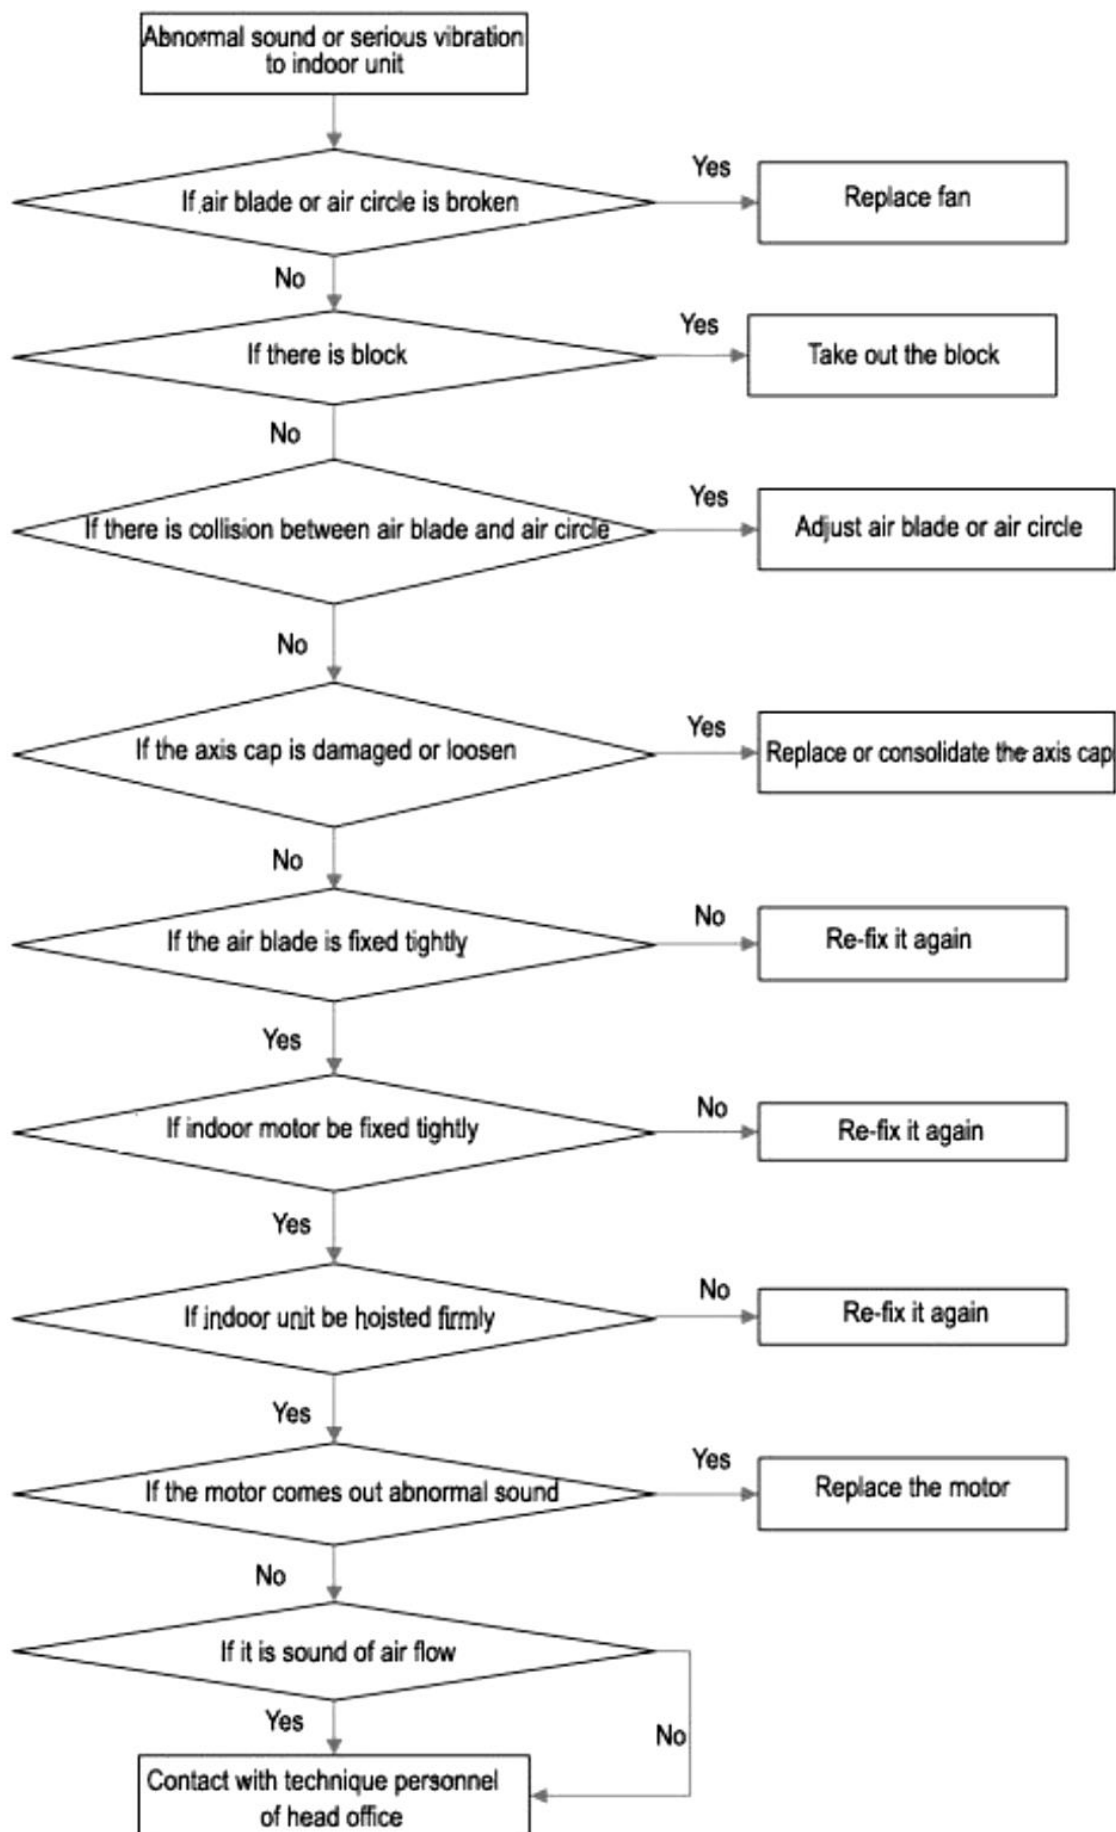 Abnormal sound or serious vibration
to indoor unit
If air blade or air circle is broken
Yes
Replace fan
No
If there is block
Yes
Take out the block
No
If there is collision between air blade and air circle
Yes
Adjust air blade or air circle
No
If the axis cap is damaged or loosen
Yes
Replace or consolidate the axis cap
No
If the air blade is fixed tightly
No
Re-fix it again
Yes
If indoor motor be fixed tightly
No
Re-fix it again
Yes
If indoor unit be hoisted firmly
No
Re-fix it again
Yes
If the motor comes out abnormal sound
Yes
Replace the motor
No
If it is sound of air flow
Yes
No
Contact with technique personnel
of head office